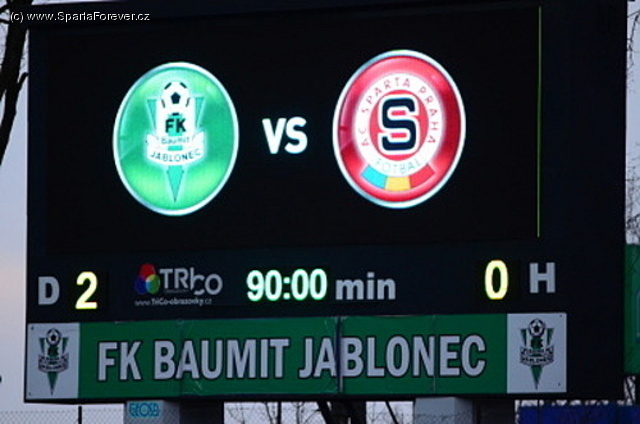 (c) www.SpartaForever.cz
FK
Baumit
JABLONEC
VS
AC SPARTA PRAHA
S
FOTBAL
D 2 TRICO 90:00 min 0 H
www.TriCo-obrazovky.cz
FK BAUMIT JABLONEC